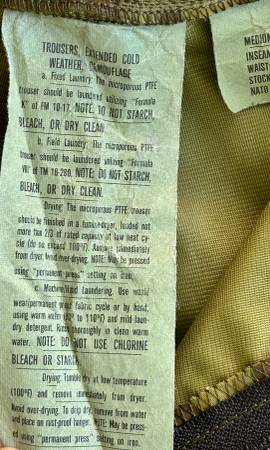 TROUSERS, EXTENDED COLD
WEATHER, CAMOUFLAGE
a. Fixed Laundry: The microporous PTFE
trouser should be laundered utilizing "Formula
of FM 10-17. NOTE: DO NOT STARCH,
BLEACH, OR DRY CLEAN.
b. Field Laundry: The microporous PTFE
trouser should be laundered utilizing "Formula
of TM 10-280. NOTE: DO NOT STARCH,
BLEACH, OR DRY CLEAN.
Drying: The microporous PTFE trouser
should be finished in a tumble-dryer, loaded not
more than 2/3 of rated capacity at low heat cy-
cle (do not exceed 100°F). Remove immediately
from dryer. Avoid over-drying. NOTE: May be pressed
using "permanent press" setting on iron.
c. Machine/Hand Laundering. Use
wear/permanent press fabric cycle or by hand,
using warm water to 110°F) and mild laun-
dry detergent. Rinse thoroughly in clean warm
water. NOTE: DO NOT USE CHLORINE
BLEACH OR STARCH.
Drying: Tumble dry at low temperature
(100°F) and remove immediately from dryer.
Avoid over-drying. To drip dry, remove from water
and place on rust-proof hanger. NOTE: May be press-
ed using "permanent press" setting on iron.
MEDIUM
INSEAM
WAIST
STOCK
NATO